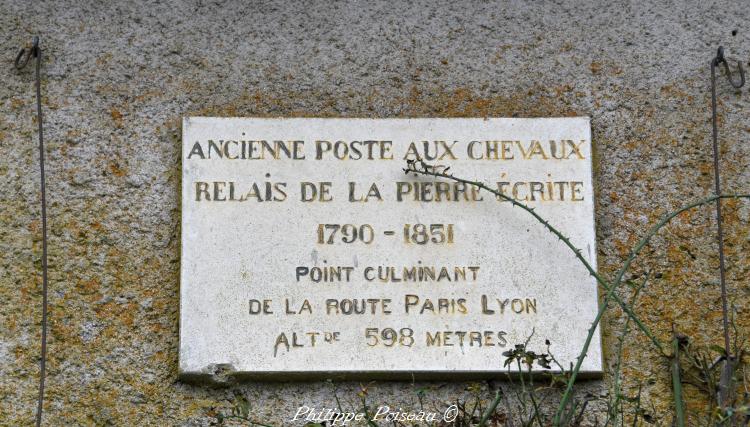 ANCIENNE POSTE AUX CHEVAUX
RELAIS DE LA PIERRE ÉCRITE
1790 - 1851
POINT CULMINANT
DE LA ROUTE PARIS LYON
ALTDE 598 METRES
Philippe Poiseau ©